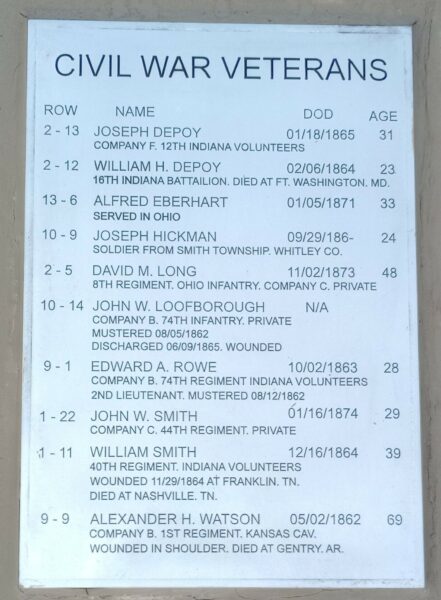 CIVIL WAR VETERANS
ROW NAME DOD AGE
2 - 13 JOSEPH DEPOY 01/18/1865 31
COMPANY F. 12TH INDIANA VOLUNTEERS
2 - 12 WILLIAM H. DEPOY 02/06/1864 23
16TH INDIANA BATTAILION. DIED AT FT. WASHINGTON. MD.
13 - 6 ALFRED EBERHART 01/05/1871 33
SERVED IN OHIO
10 - 9 JOSEPH HICKMAN 09/29/186- 24
SOLDIER FROM SMITH TOWNSHIP. WHITLEY CO.
2 - 5 DAVID M. LONG 11/02/1873 48
8TH REGIMENT. OHIO INFANTRY. COMPANY C. PRIVATE
10 - 14 JOHN W. LOOFBOROUGH N/A
COMPANY B. 74TH INFANTRY. PRIVATE
MUSTERED 08/05/1862
DISCHARGED 06/09/1865. WOUNDED
9 - 1 EDWARD A. ROWE 10/02/1863 28
COMPANY B. 74TH REGIMENT INDIANA VOLUNTEERS
2ND LIEUTENANT. MUSTERED 08/12/1862
1 - 22 JOHN W. SMITH 01/16/1874 29
COMPANY C. 44TH REGIMENT. PRIVATE
1 - 11 WILLIAM SMITH 12/16/1864 39
40TH REGIMENT. INDIANA VOLUNTEERS
WOUNDED 11/29/1864 AT FRANKLIN. TN.
DIED AT NASHVILLE. TN.
9 - 9 ALEXANDER H. WATSON 05/02/1862 69
COMPANY B. 1ST REGIMENT. KANSAS CAV.
WOUNDED IN SHOULDER. DIED AT GENTRY. AR.